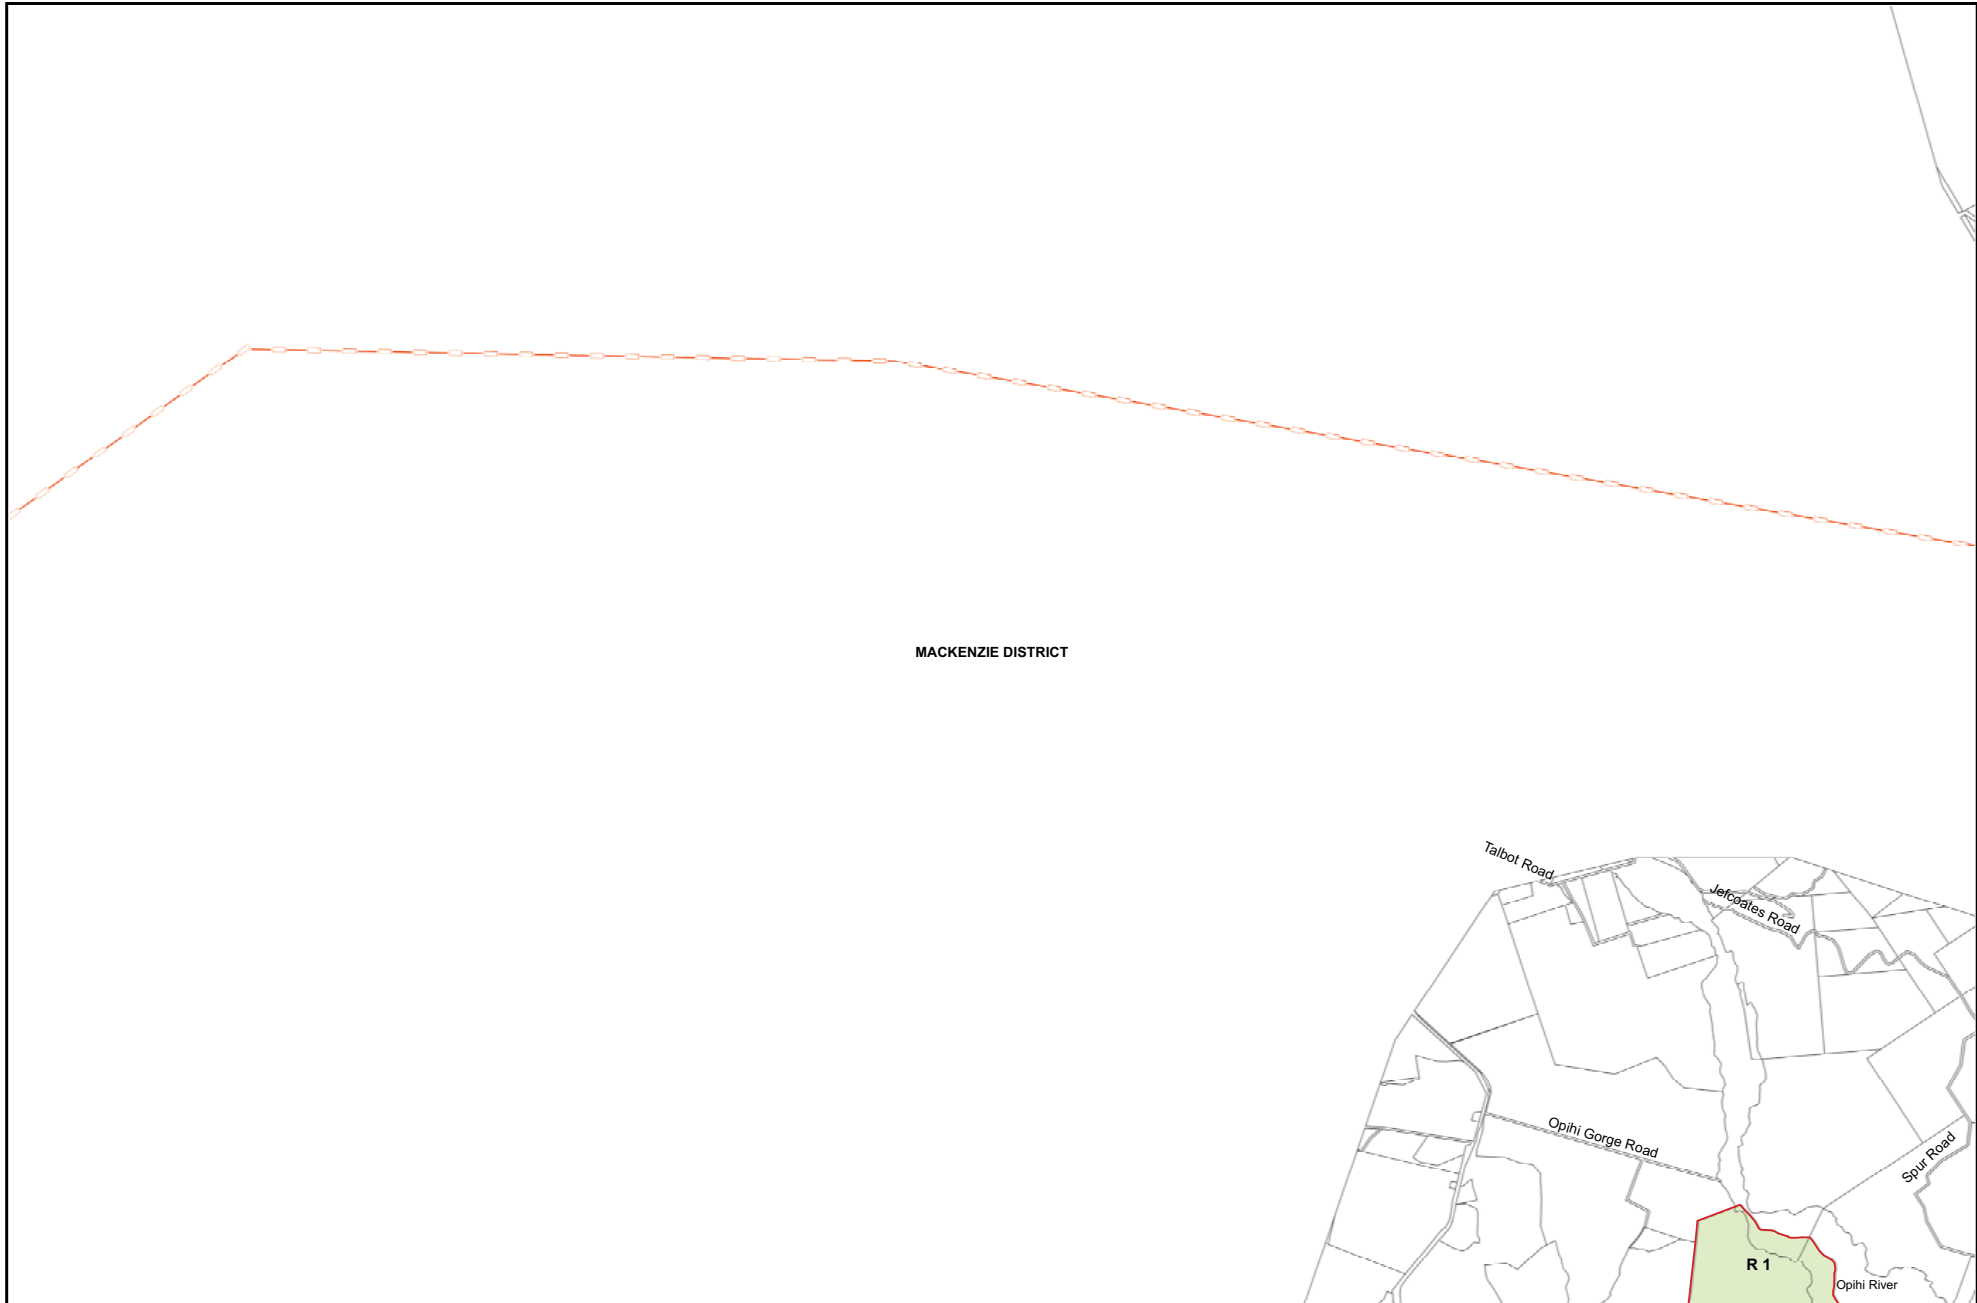 MACKENZIE DISTRICT
Talbot Road
Jefcoates Road
Opihi Gorge Road
Spur Road
R 1
Opihi River